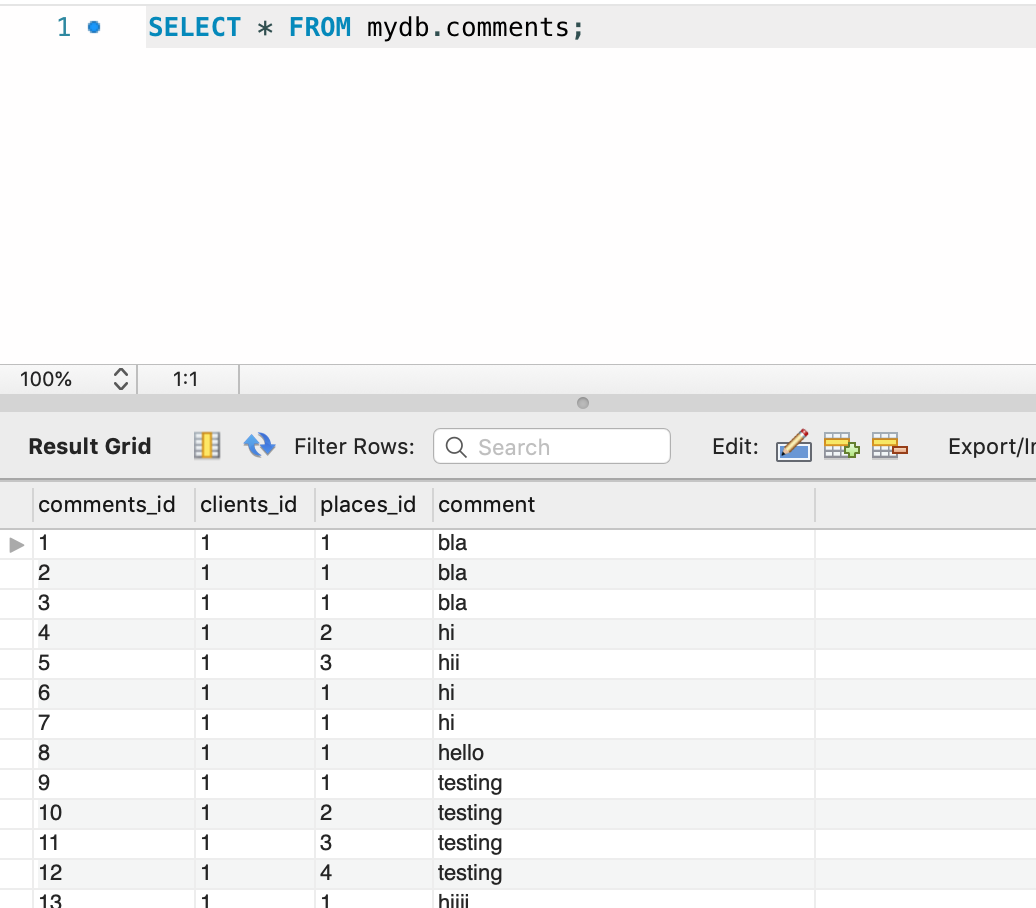 1 SELECT * FROM mydb.comments;
100% 1:1
Result Grid Filter Rows: Search Edit:
comments_id clients_id places_id comment
1 1 1 bla
2 1 1 bla
3 1 1 bla
4 1 2 hi
5 1 3 hii
6 1 1 hi
7 1 1 hi
8 1 1 hello
9 1 1 testing
10 1 2 testing
11 1 3 testing
12 1 4 testing
13 1 1